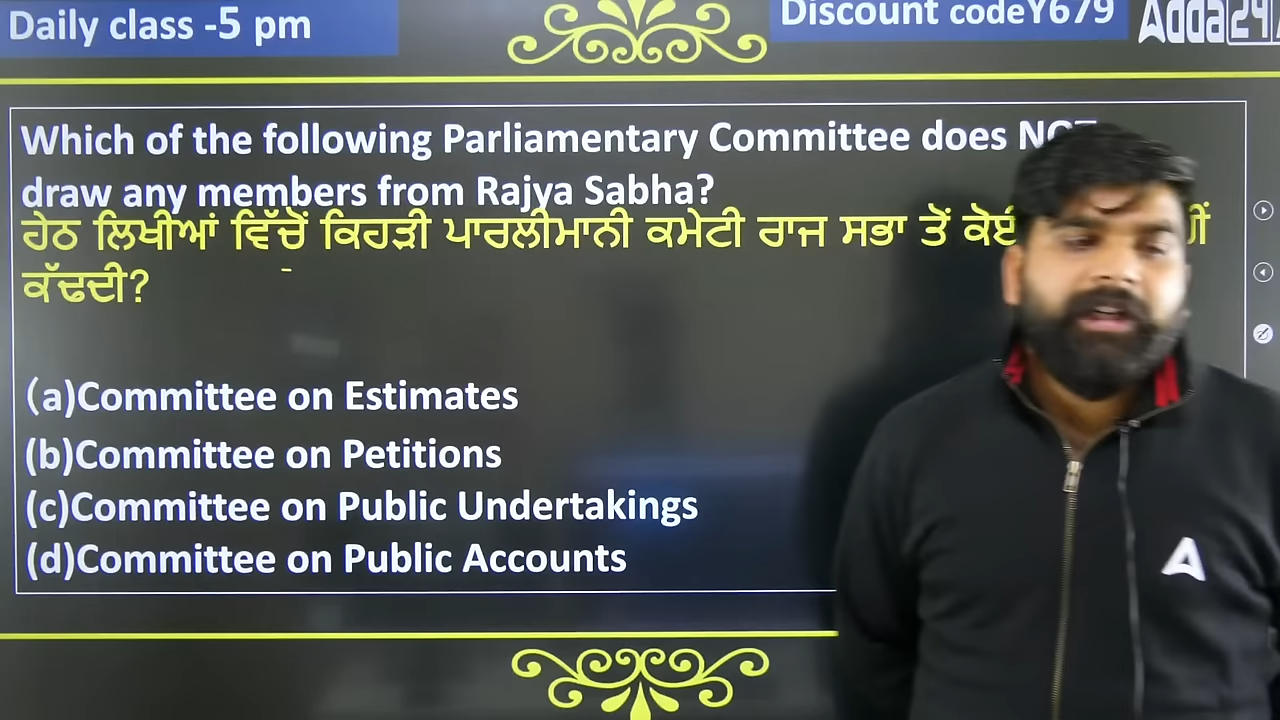 Daily class -5 pm
Discount codeY679
Adda24
Which of the following Parliamentary Committee does NOT
draw any members from Rajya Sabha?
ਹੇਠ ਲਿਖੀਆਂ ਵਿੱਚੋਂ ਕਿਹੜੀ ਪਾਰਲੀਮਾਨੀ ਕਮੇਟੀ ਰਾਜ ਸਭਾ ਤੋਂ
ਕੱਢਦੀ?
(a)Committee on Estimates
(b)Committee on Petitions
(c)Committee on Public Undertakings
(d)Committee on Public Accounts